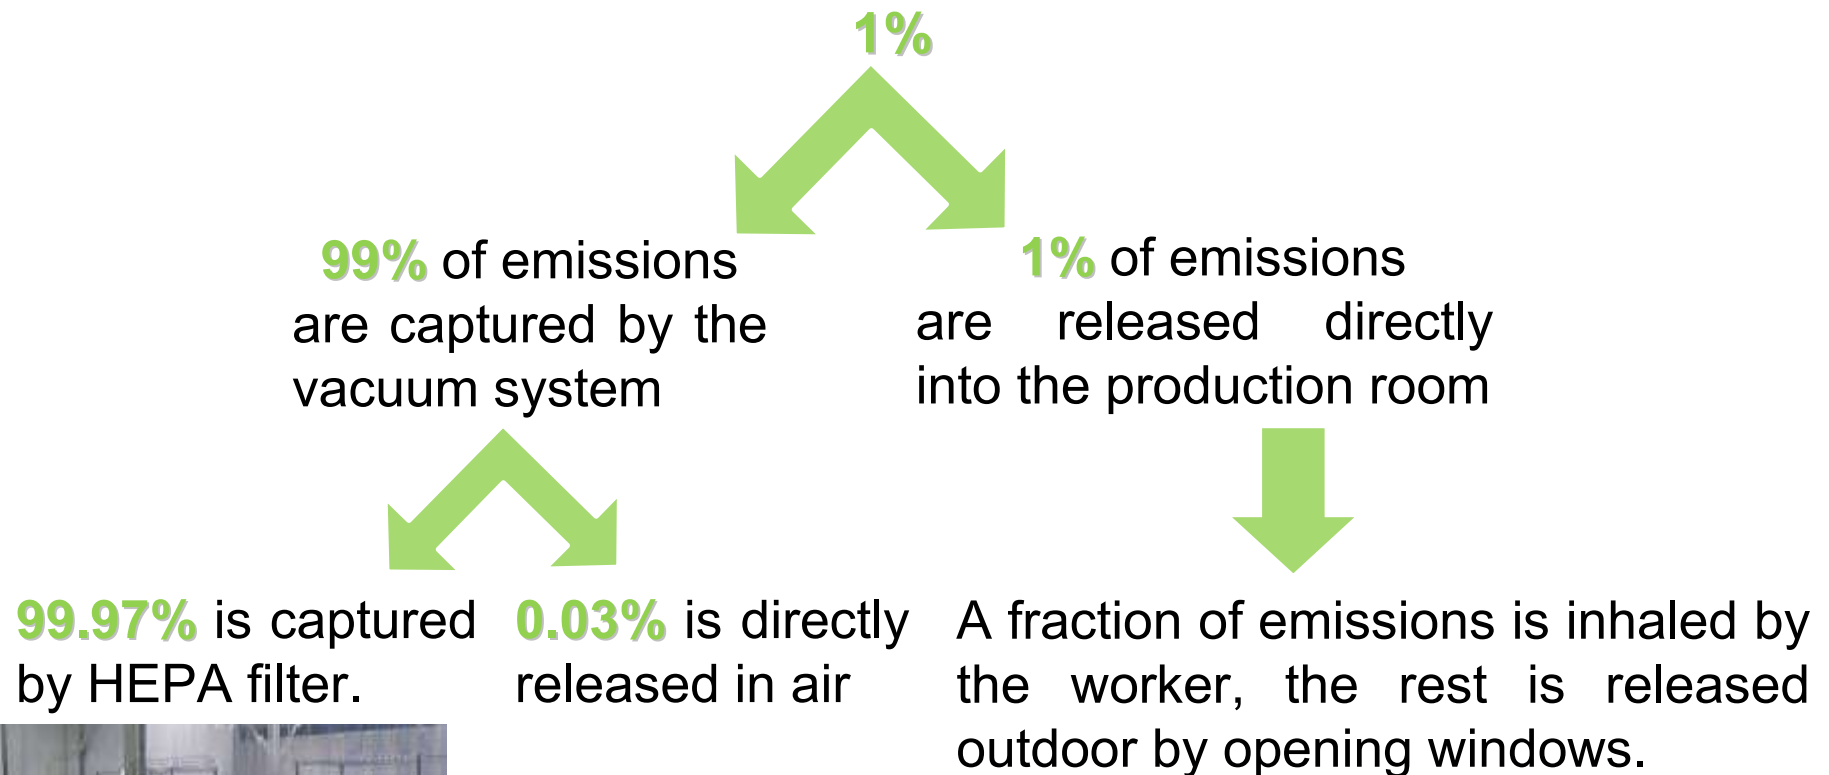 1%
99% of emissions
are captured by the
vacuum system
1% of emissions
are released directly
into the production room
99.97% is captured
by HEPA filter.
0.03% is directly
released in air
A fraction of emissions is inhaled by
the worker, the rest is released
outdoor by opening windows.